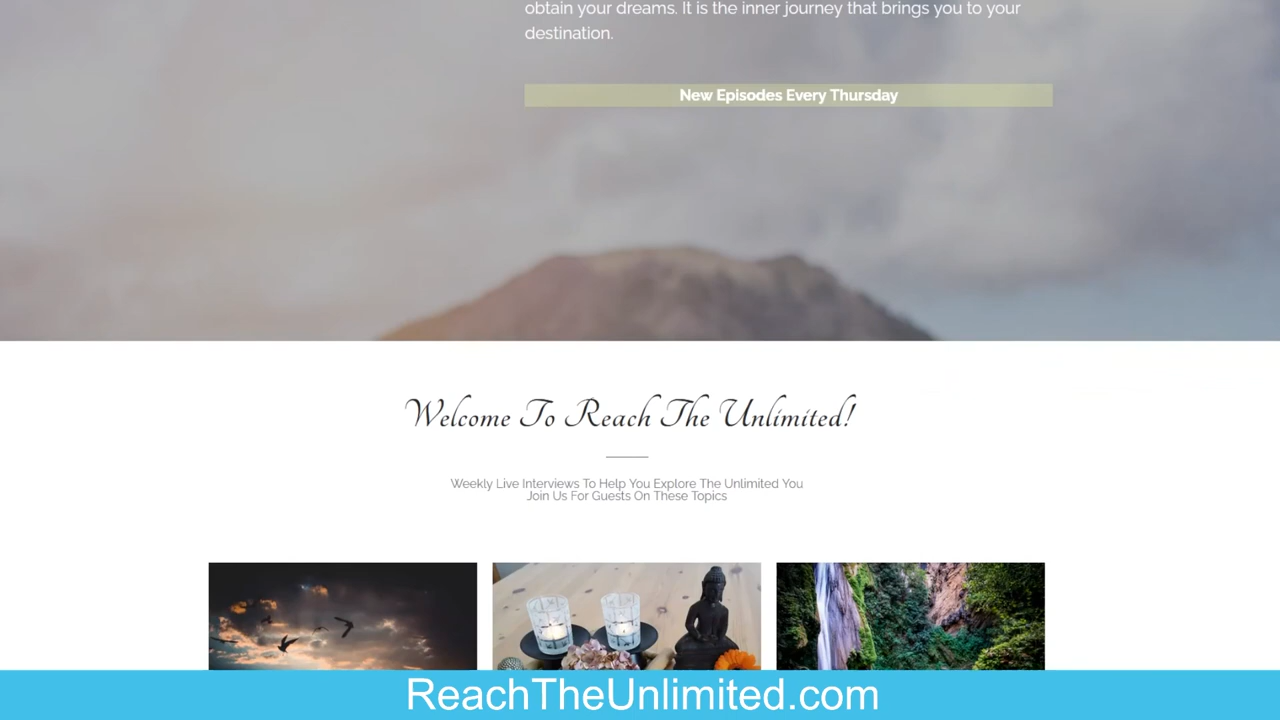 obtain your dreams. It is the inner journey that brings you to your
destination.
New Episodes Every Thursday
Welcome To Reach The Unlimited!
Weekly Live Interviews To Help You Explore The Unlimited You
Join Us For Guests On These Topics
ReachTheUnlimited.com